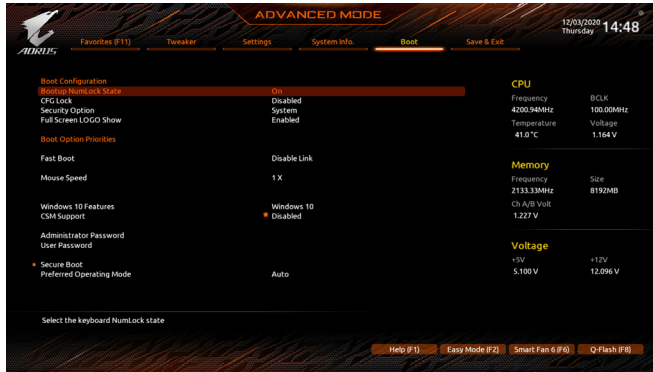 ADVANCED MODE
12/03/2020
Thursday
14:48
AORUS
Favorites (F11) Tweaker Settings System Info. Boot Save & Exit
Boot Configuration
Bootup NumLock State On
CFG Lock Disabled
Security Option System
Full Screen LOGO Show Enabled
Boot Option Priorities
Fast Boot Disable Link
Mouse Speed 1 X
Windows 10 Features Windows 10
CSM Support Disabled
Administrator Password
User Password
Secure Boot
Preferred Operating Mode Auto
Select the keyboard NumLock state
CPU
Frequency BCLK
4200.94MHz 100.00MHz
Temperature Voltage
41.0 °C 1.164 V
Memory
Frequency Size
2133.33MHz 8192MB
Ch A/B Volt
1.227 V
Voltage
+5V +12V
5.100 V 12.096 V
Help (F1) Easy Mode (F2) Smart Fan 6 (F6) Q-Flash (F8)